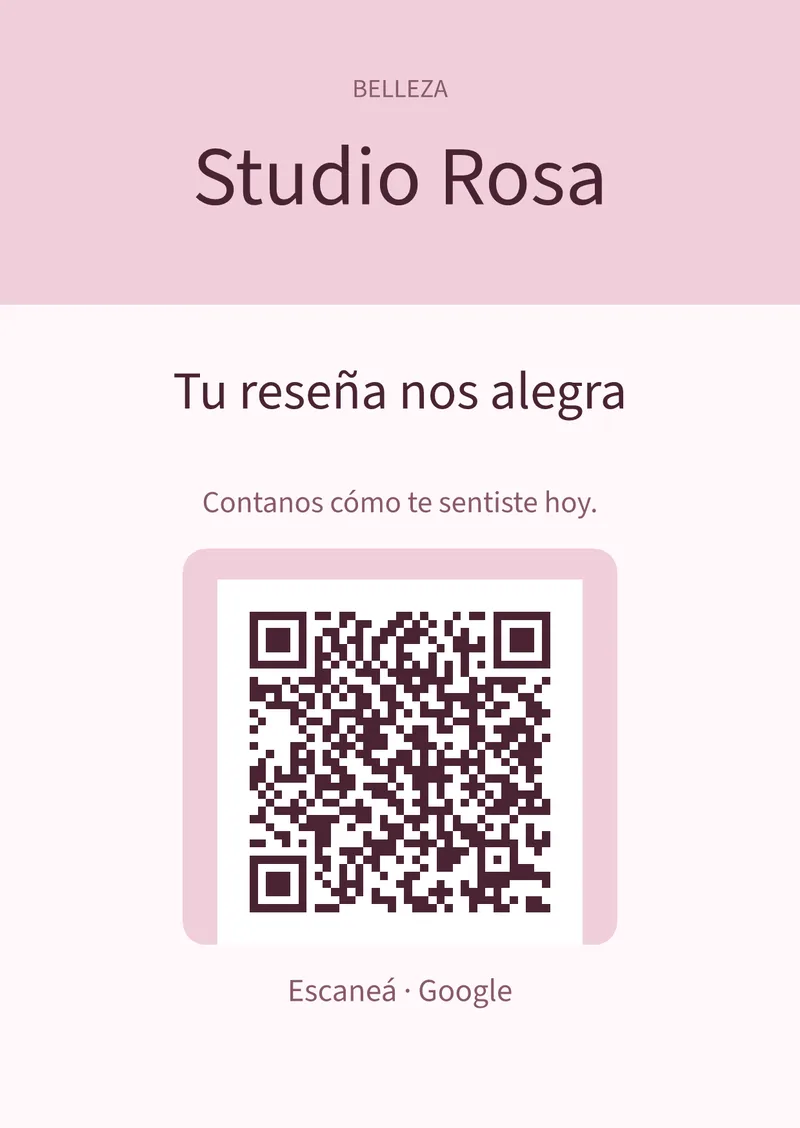 BELLEZA
Studio Rosa
Tu reseña nos alegra
Contanos cómo te sentiste hoy.
Escaneá · Google